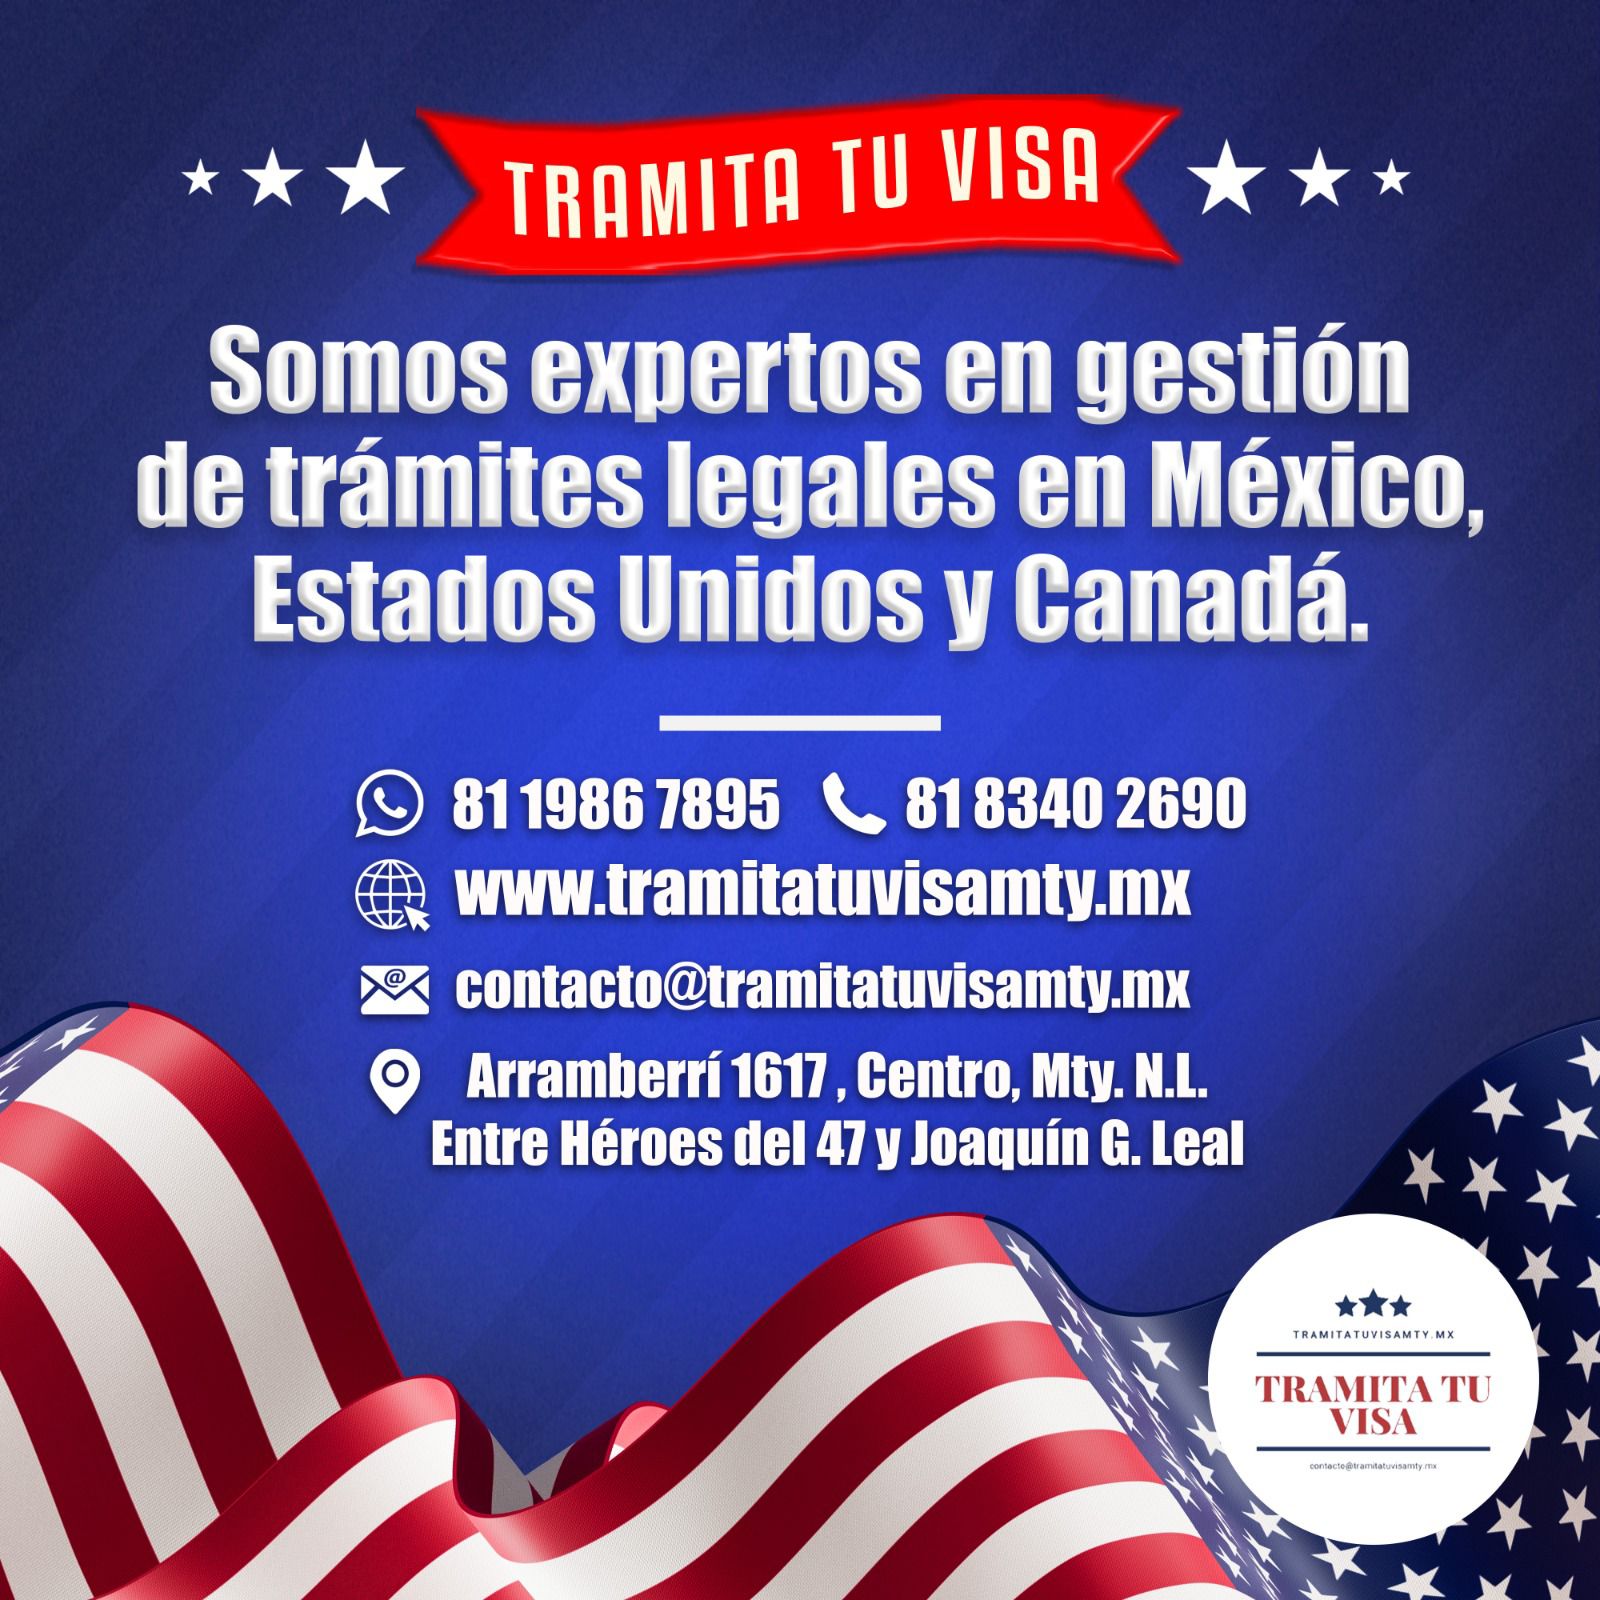 TRAMITA TU VISA
Somos expertos en gestión
de trámites legales en México,
Estados Unidos y Canadá.
81 1986 7895 81 8340 2690
www.tramitatuvisamty.mx
contacto@tramitatuvisamty.mx
Arramberrí 1617 , Centro, Mty. N.L.
Entre Héroes del 47 y Joaquín G. Leal
TRAMITATUVISAMTY.MX
TRAMITA TU
VISA
contacto@tramitatuvisamty.mx